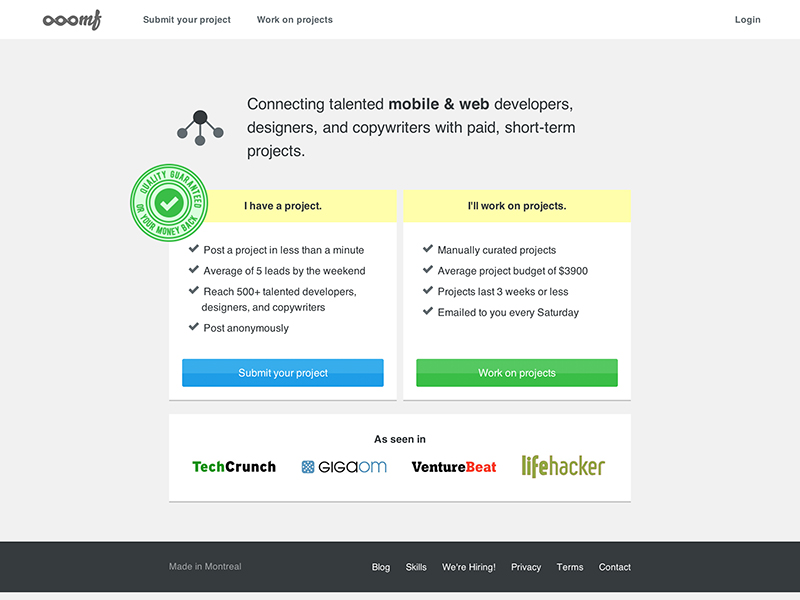 ooomf
Submit your project
Work on projects
Login
Connecting talented mobile & web developers,
designers, and copywriters with paid, short-term
projects.
QUALITY GUARANTEED
OR YOUR MONEY BACK
I have a project.
Post a project in less than a minute
Average of 5 leads by the weekend
Reach 500+ talented developers,
designers, and copywriters
Post anonymously
Submit your project
I'll work on projects.
Manually curated projects
Average project budget of $3900
Projects last 3 weeks or less
Emailed to you every Saturday
Work on projects
As seen in
TechCrunch
GIGAOM
VentureBeat
lifehacker
Made in Montreal
Blog
Skills
We're Hiring!
Privacy
Terms
Contact